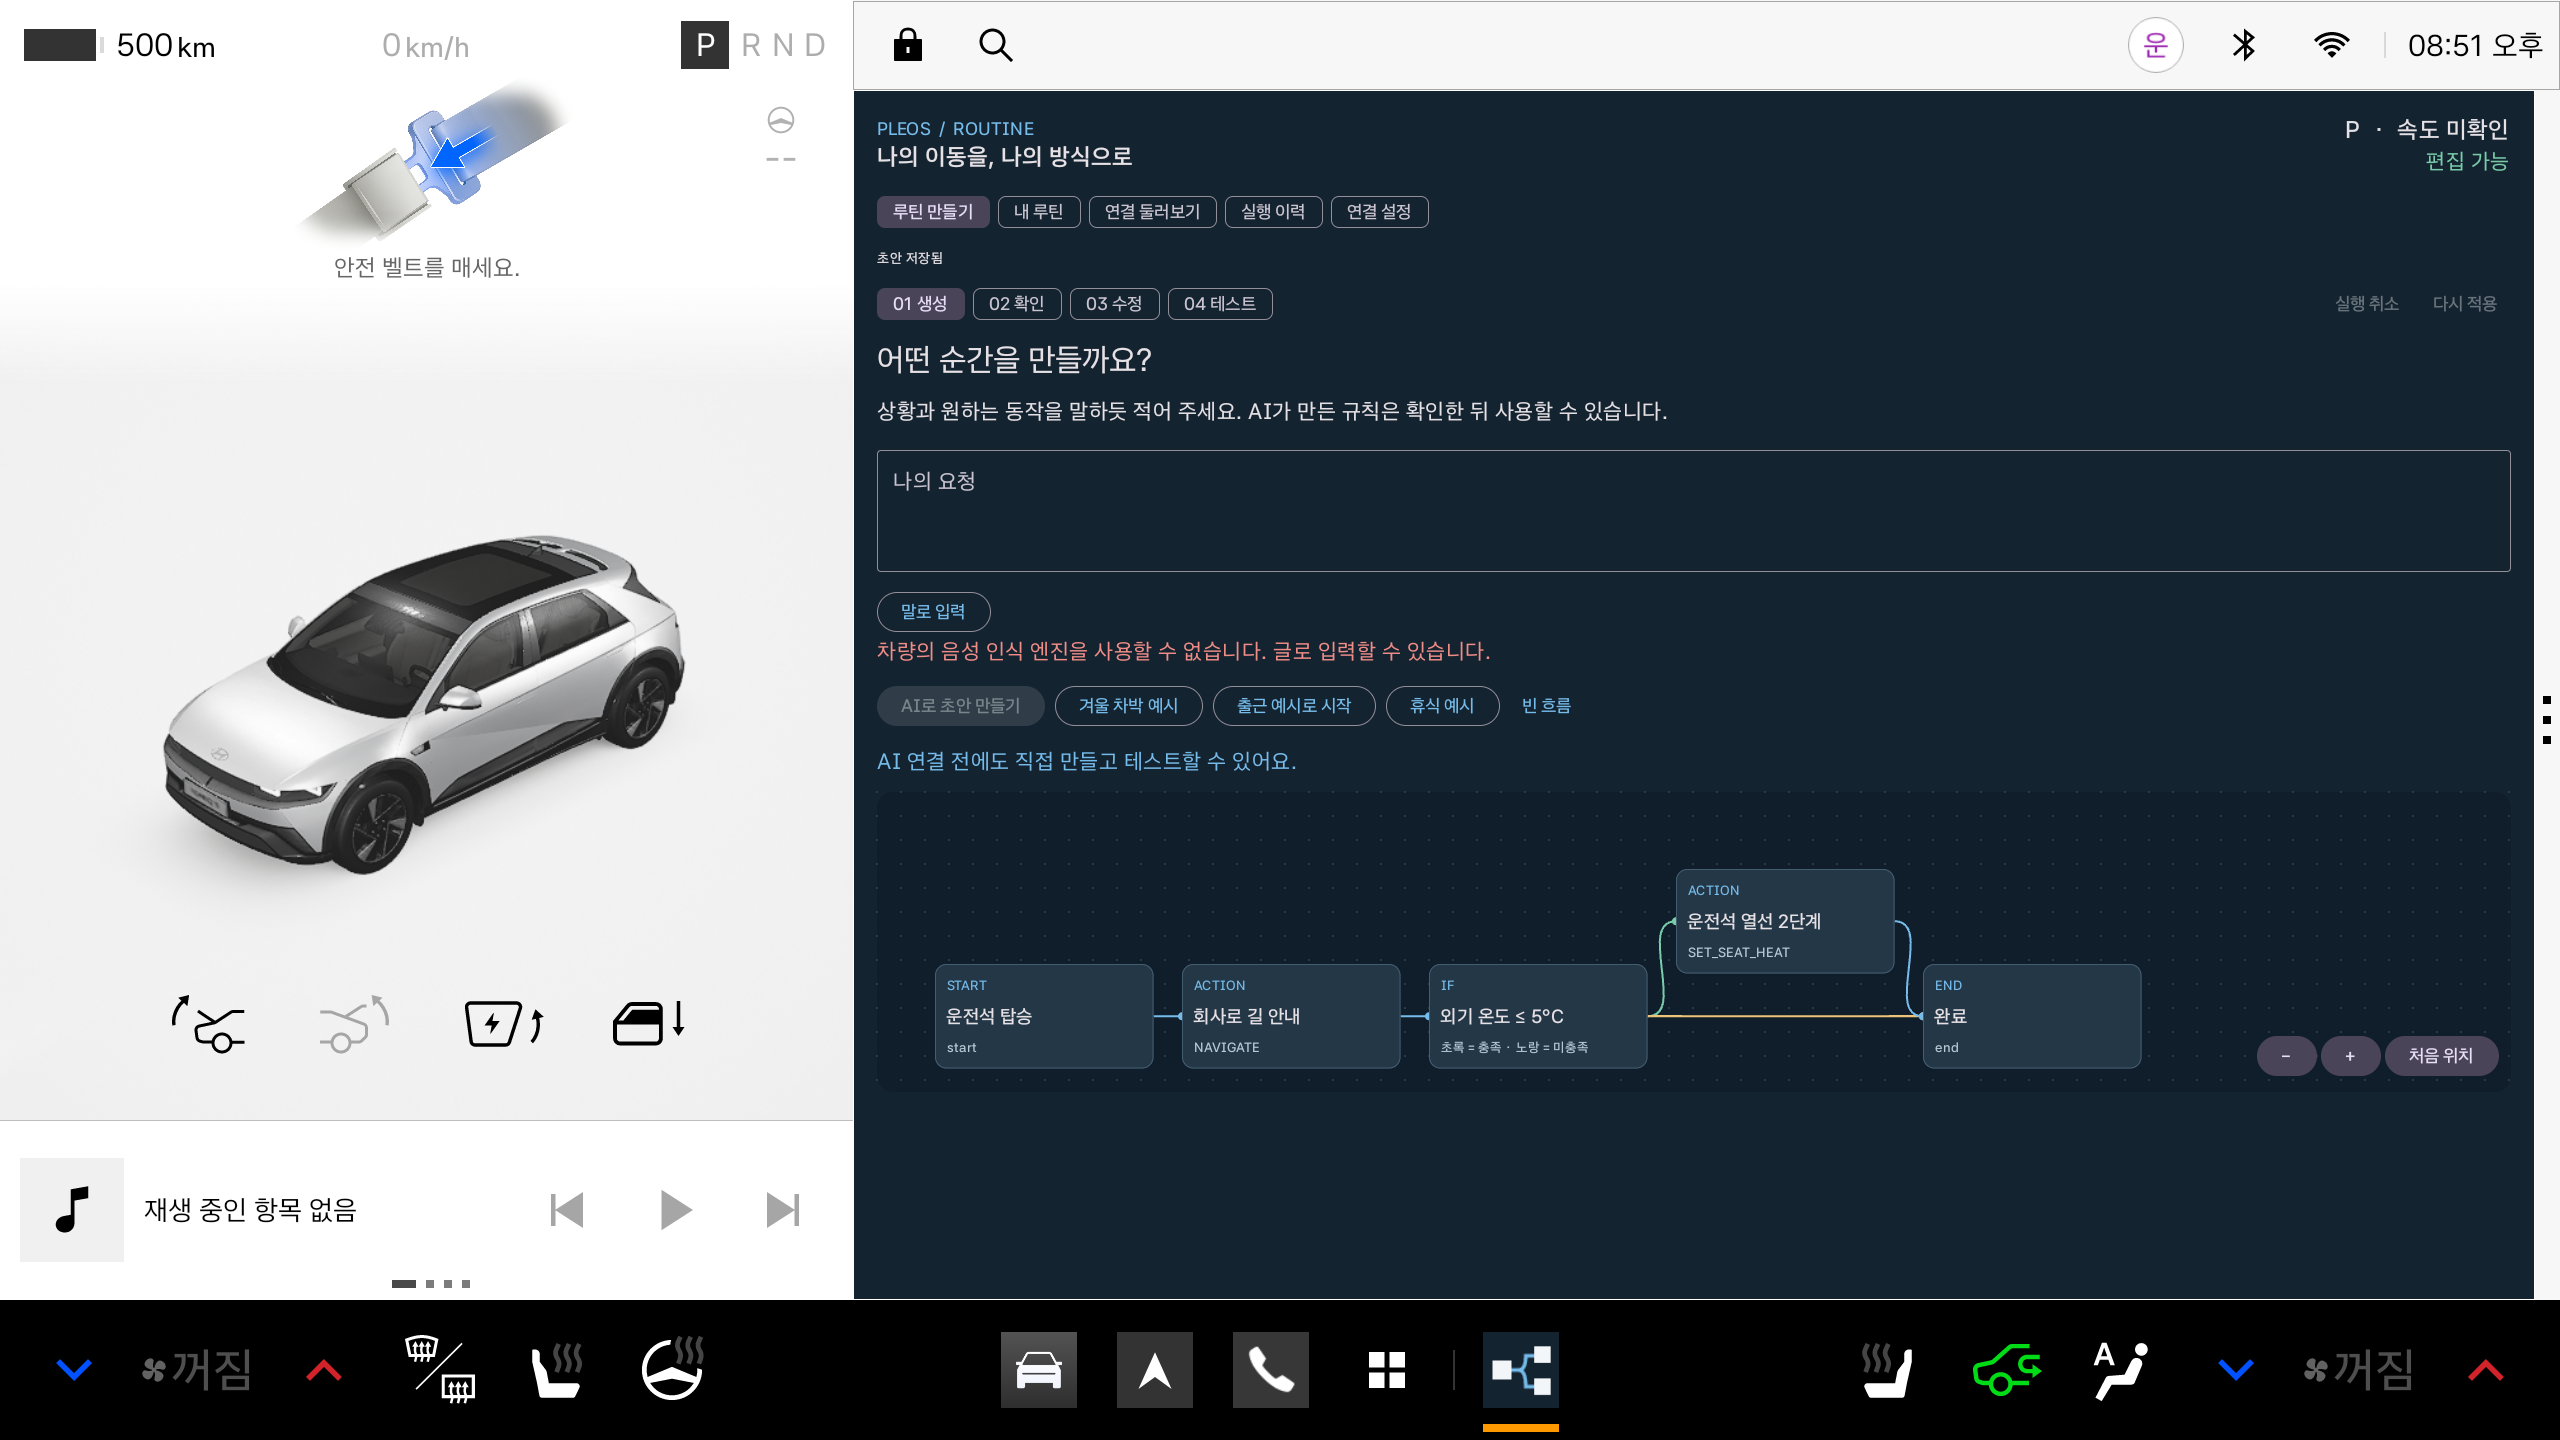 500 km
0 km/h
P R N D
안전 벨트를 매세요.
재생 중인 항목 없음
운
08:51 오후
PLEOS / ROUTINE
나의 이동을, 나의 방식으로
P · 속도 미확인
편집 가능
루틴 만들기
내 루틴
연결 둘러보기
실행 이력
연결 설정
초안 저장됨
01 생성
02 확인
03 수정
04 테스트
실행 취소
다시 적용
어떤 순간을 만들까요?
상황과 원하는 동작을 말하듯 적어 주세요. AI가 만든 규칙은 확인한 뒤 사용할 수 있습니다.
나의 요청
말로 입력
차량의 음성 인식 엔진을 사용할 수 없습니다. 글로 입력할 수 있습니다.
AI로 초안 만들기
겨울 차박 예시
출근 예시로 시작
휴식 예시
빈 흐름
AI 연결 전에도 직접 만들고 테스트할 수 있어요.
START
운전석 탑승
start
ACTION
회사로 길 안내
NAVIGATE
IF
외기 온도 ≤ 5°C
초록 = 충족 · 노랑 = 미충족
ACTION
운전석 열선 2단계
SET_SEAT_HEAT
END
완료
end
−
+
처음 위치
꺼짐
A
꺼짐